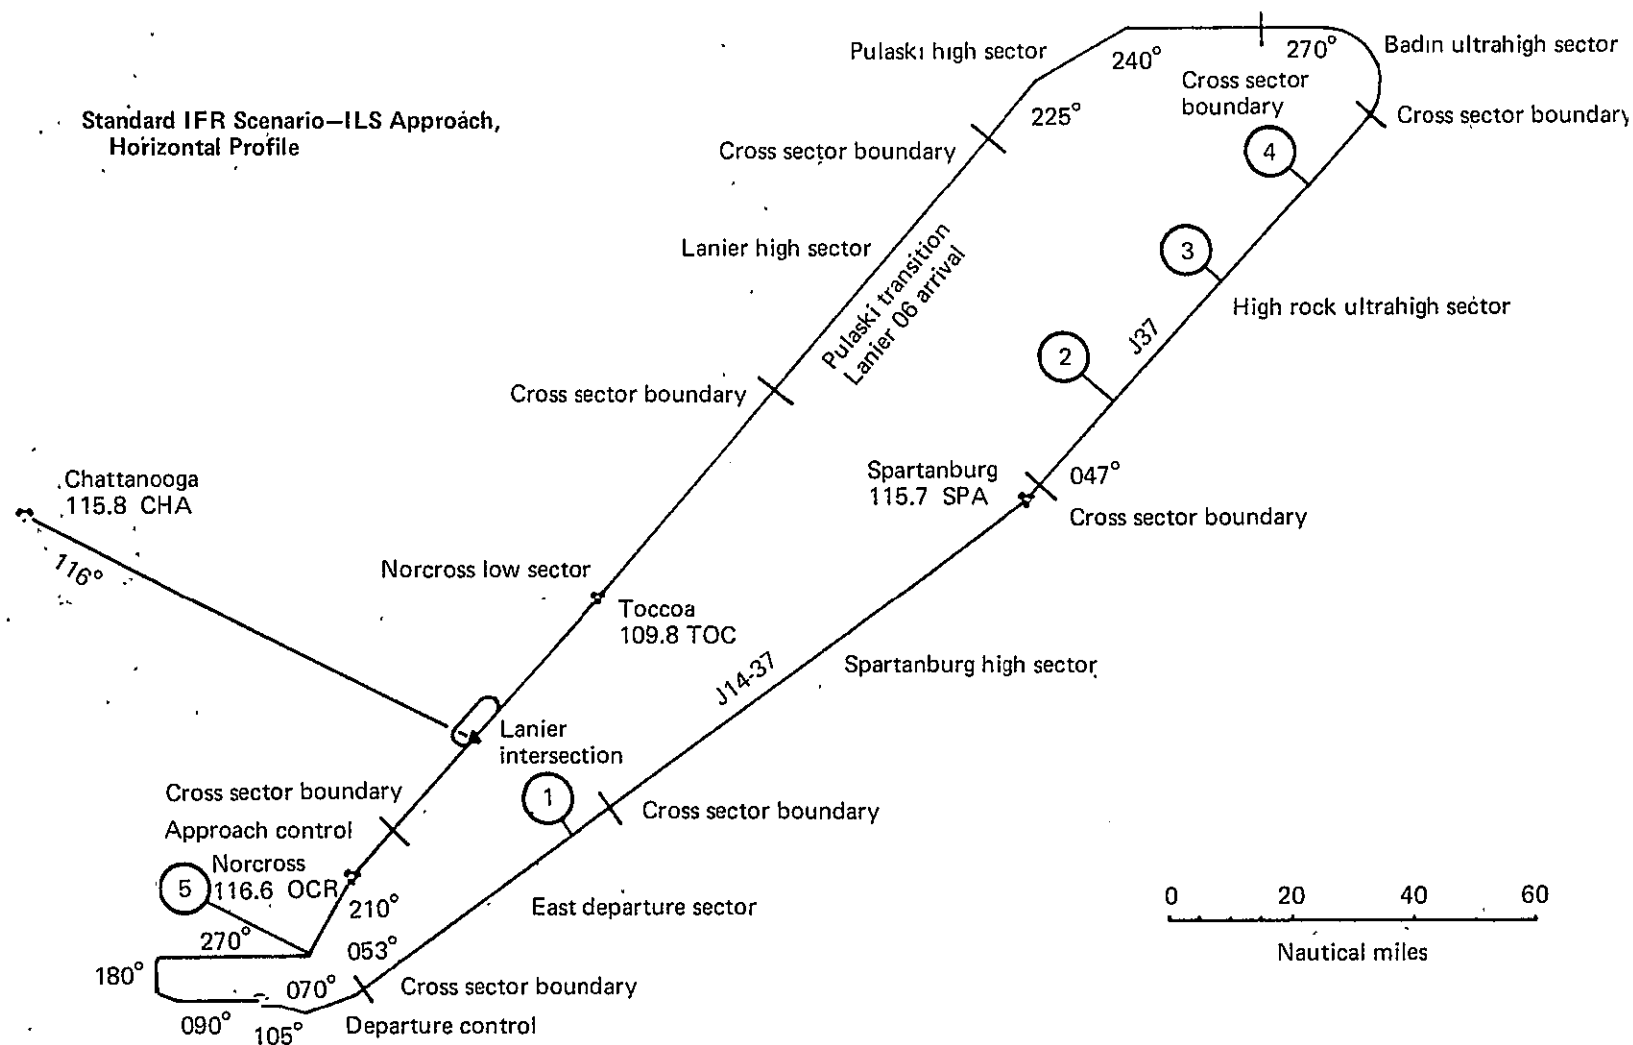 Standard IFR Scenario—ILS Approach,
Horizontal Profile
Pulaski high sector
240°
270°
Badin ultrahigh sector
Cross sector
boundary
225°
Cross sector boundary
Cross sector boundary
4
Lanier high sector
Pulaski transition
Lanier 06 arrival
3
High rock ultrahigh sector
J37
2
Cross sector boundary
Chattanooga
115.8 CHA
116°
Spartanburg
115.7 SPA
047°
Cross sector boundary
Norcross low sector
Toccoa
109.8 TOC
J14-37
Spartanburg high sector
Lanier
intersection
1
Cross sector boundary
Cross sector boundary
Approach control
Norcross
116.6 OCR
5
210°
East departure sector
270°
053°
180°
070°
Cross sector boundary
090°
105°
Departure control
0 20 40 60
Nautical miles